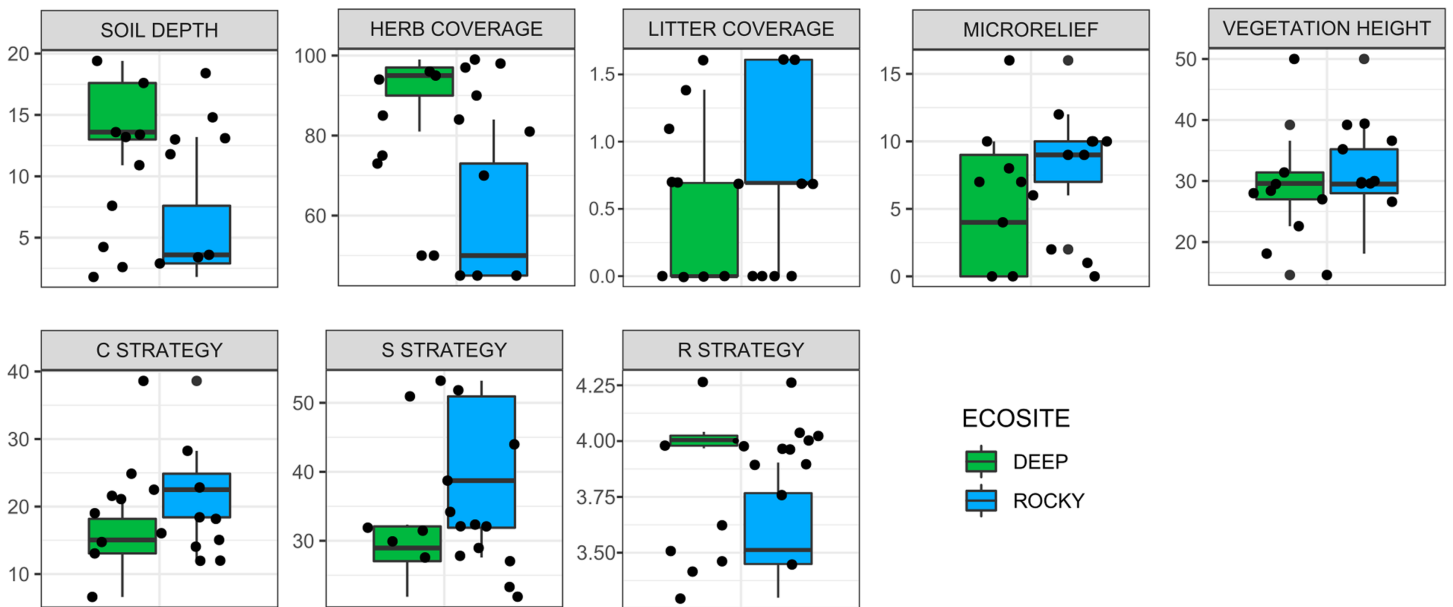 SOIL DEPTH
20
15
10
5
HERB COVERAGE
100
80
60
LITTER COVERAGE
1.5
1.0
0.5
0.0
MICRORELIEF
15
10
5
0
VEGETATION HEIGHT
50
40
30
20
C STRATEGY
40
30
20
10
S STRATEGY
50
40
30
R STRATEGY
4.25
4.00
3.75
3.50
ECOSITE
DEEP
ROCKY